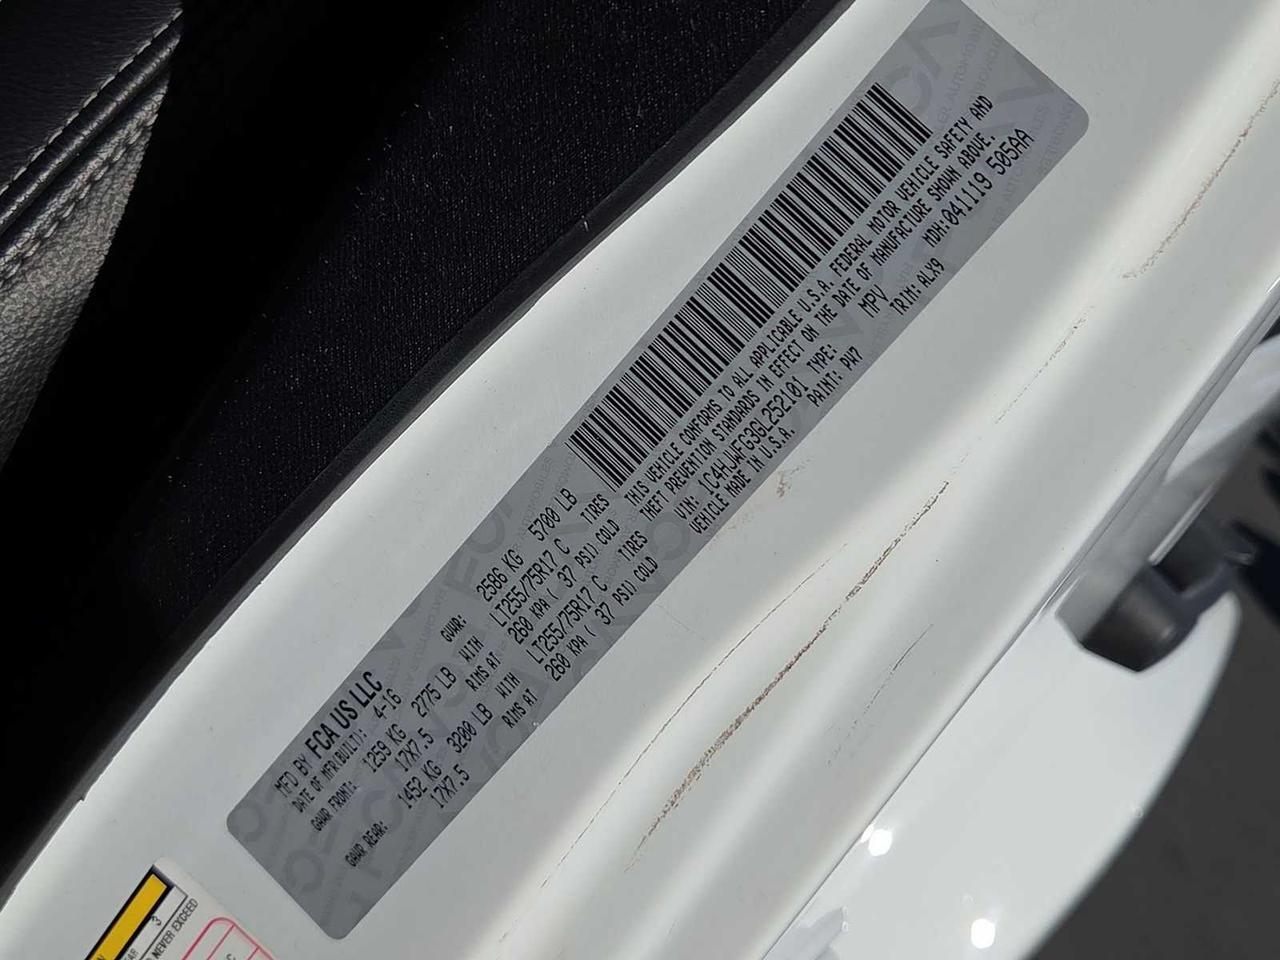 MFD BY FCA US LLC
DATE OF MFR(BUILT): 4-16 GVWR: 2586 KG 5700 LB
GAWR FRONT: 1259 KG 2775 LB WITH LT255/75R17 C TIRES
17X7.5 RIMS AT 260 KPA ( 37 PSI) COLD
GAWR REAR: 1452 KG 3200 LB WITH LT255/75R17 C TIRES
17X7.5 RIMS AT 260 KPA ( 37 PSI) COLD
THIS VEHICLE CONFORMS TO ALL APPLICABLE U.S.A. FEDERAL MOTOR VEHICLE SAFETY AND
THEFT PREVENTION STANDARDS IN EFFECT ON THE DATE OF MANUFACTURE SHOWN ABOVE.
VIN: 1C4HJWFG3GL252101 TYPE: MPV MDH: 041119 505AA
VEHICLE MADE IN U.S.A. PAINT: PW7 TRIM: ALX9
3
NEVER EXCEED